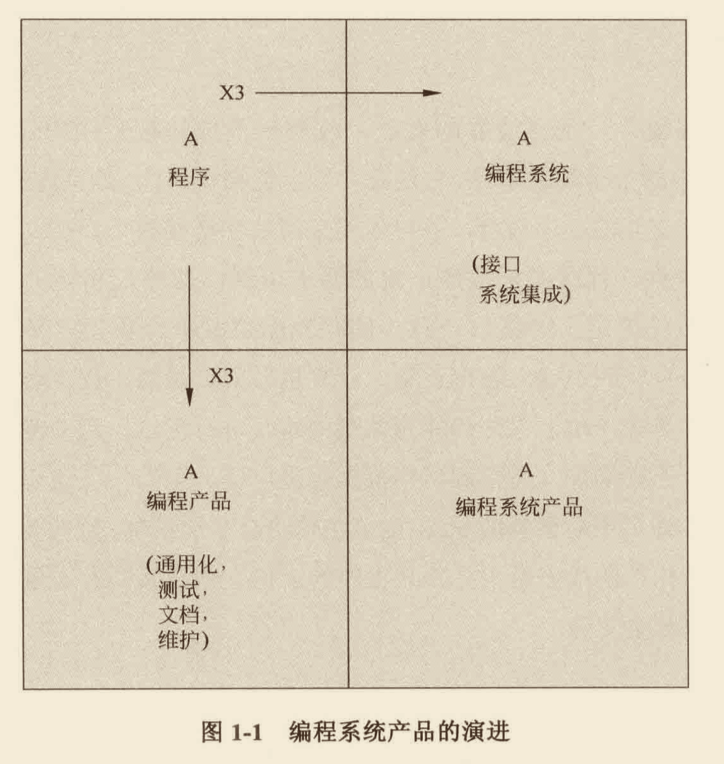 X3
A
程序
A
编程系统
(接口
系统集成)
X3
A
编程产品
(通用化，
测试，
文档，
维护)
A
编程系统产品
图 1-1 编程系统产品的演进